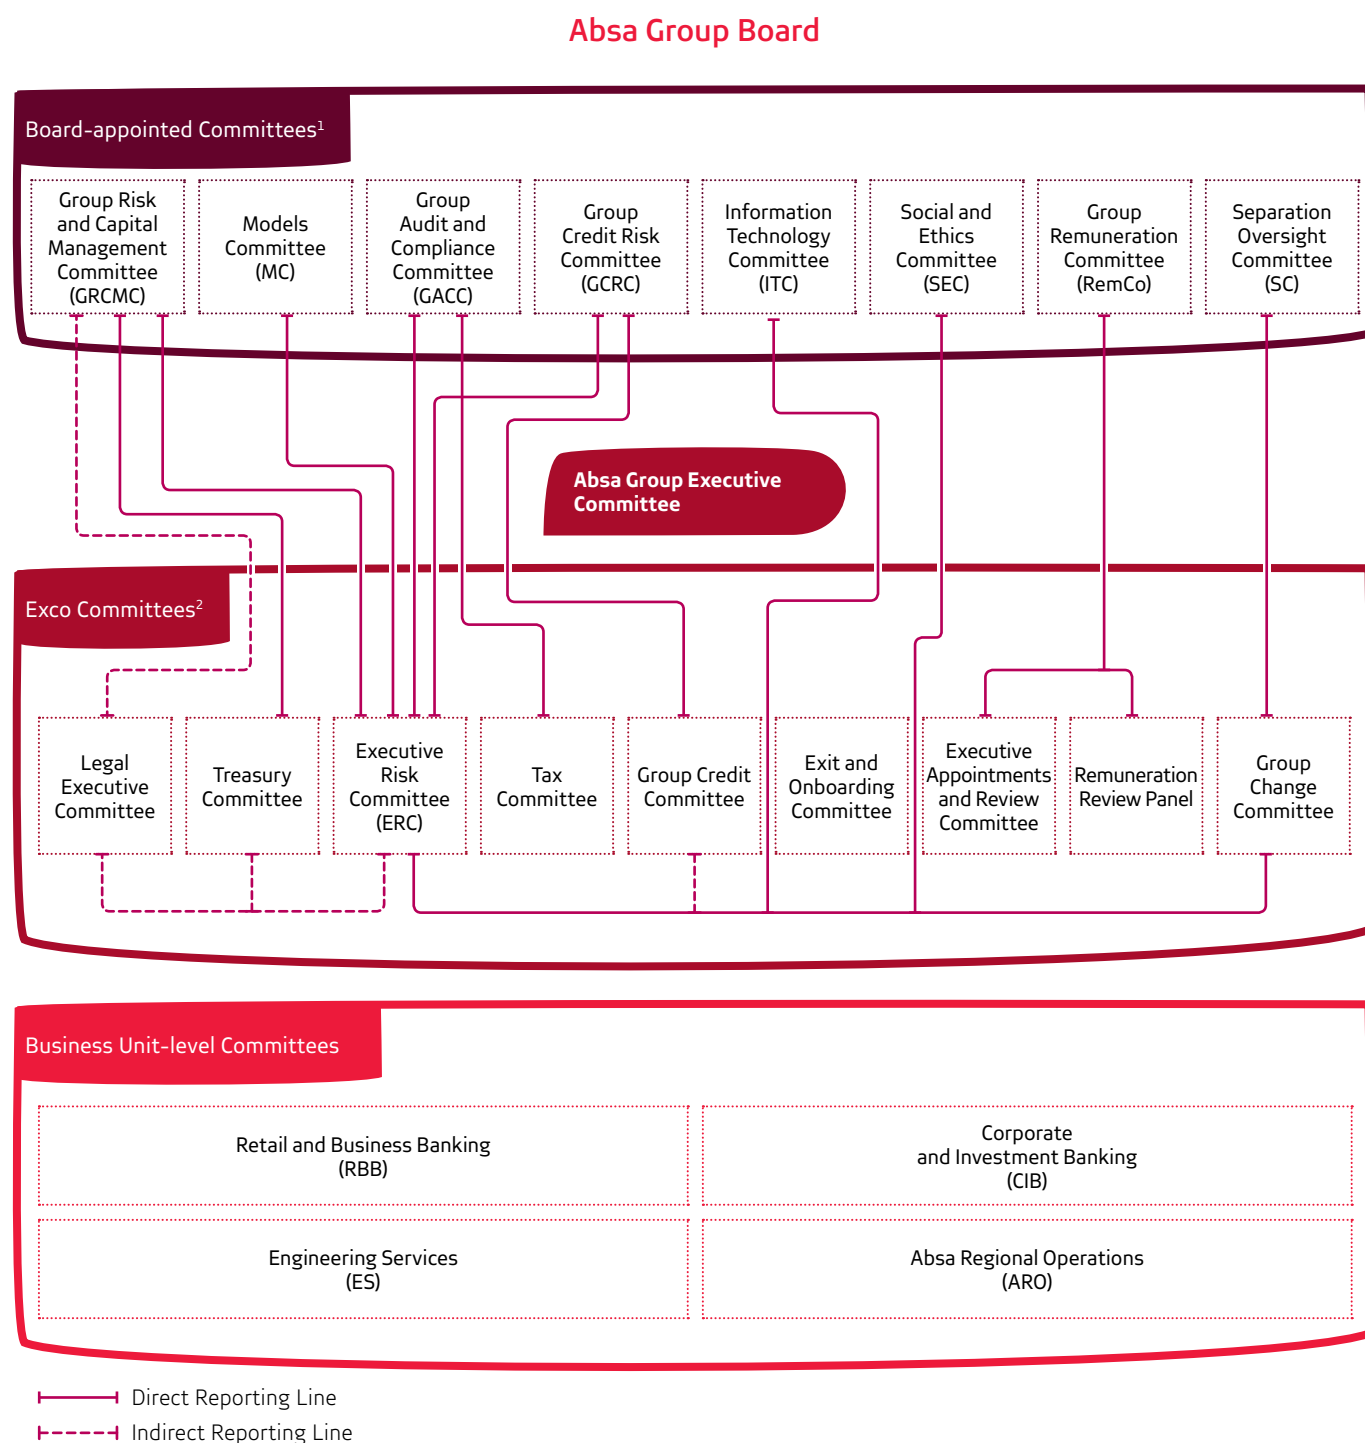 Absa Group Board
Board-appointed Committees¹
Group Risk
and Capital
Management
Committee
(GRCMC)
Models
Committee
(MC)
Group
Audit and
Compliance
Committee
(GACC)
Group
Credit Risk
Committee
(GCRC)
Information
Technology
Committee
(ITC)
Social and
Ethics
Committee
(SEC)
Group
Remuneration
Committee
(RemCo)
Separation
Oversight
Committee
(SC)
Absa Group Executive
Committee
Exco Committees²
Legal
Executive
Committee
Treasury
Committee
Executive
Risk
Committee
(ERC)
Tax
Committee
Group Credit
Committee
Exit and
Onboarding
Committee
Executive
Appointments
and Review
Committee
Remuneration
Review Panel
Group
Change
Committee
Business Unit-level Committees
Retail and Business Banking
(RBB)
Corporate
and Investment Banking
(CIB)
Engineering Services
(ES)
Absa Regional Operations
(ARO)
Direct Reporting Line
Indirect Reporting Line